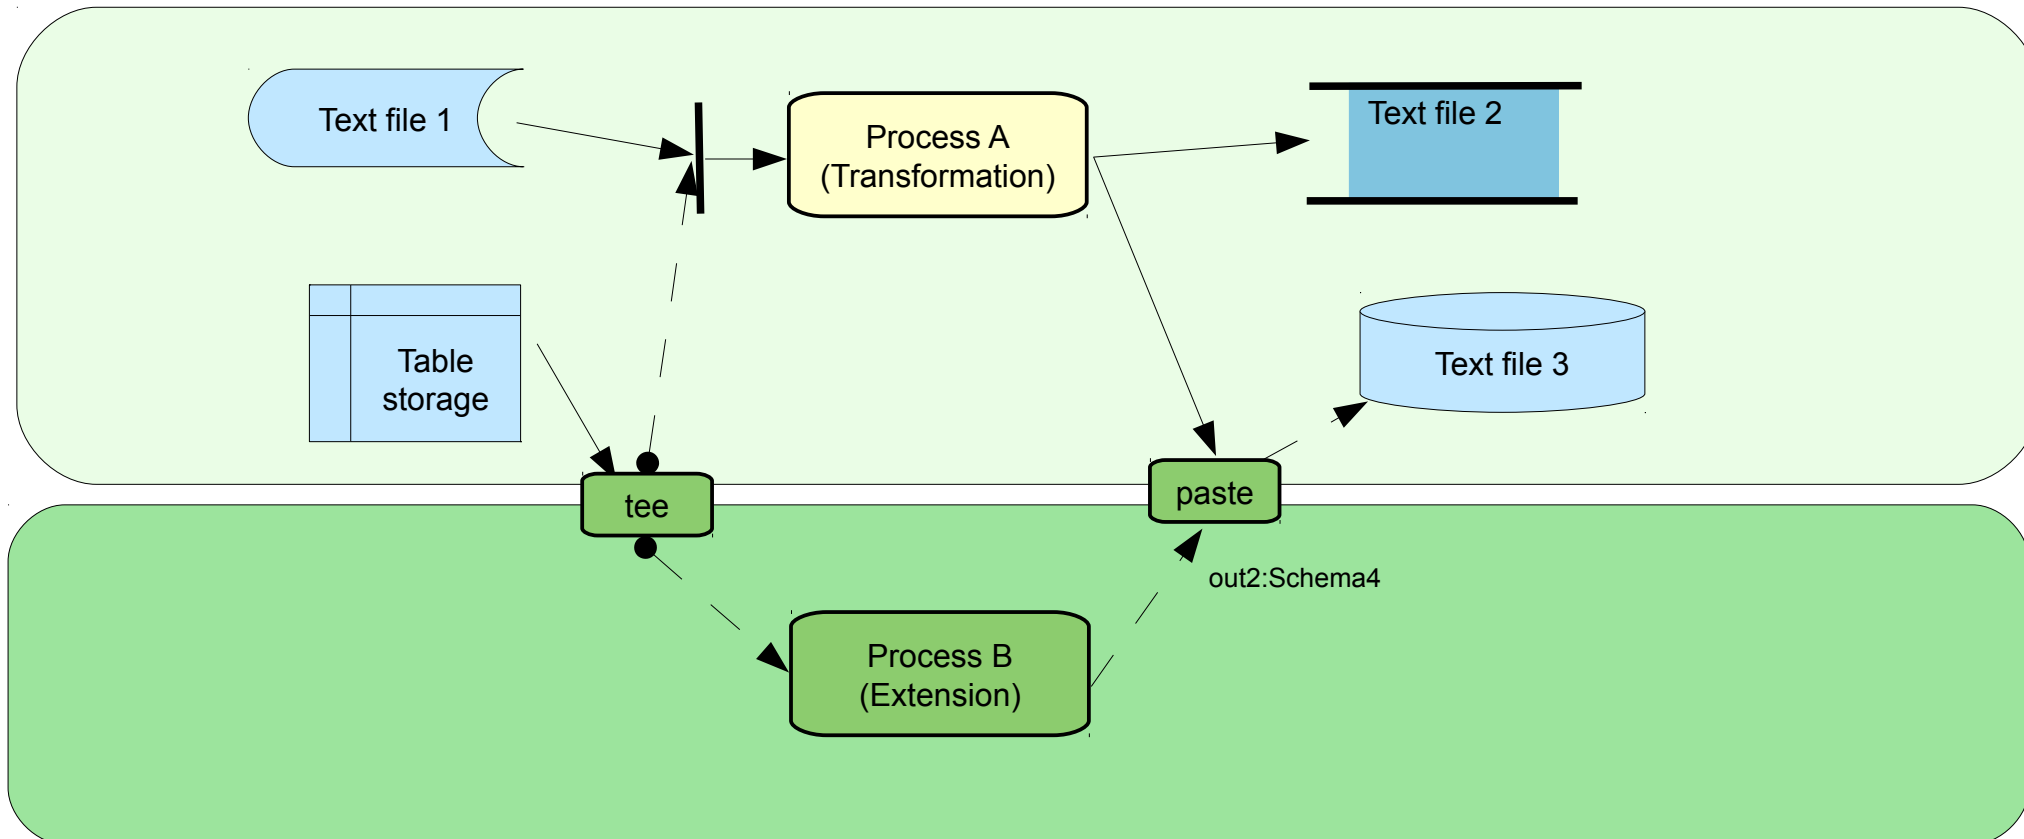 Text file 1
Process A
(Transformation)
Text file 2
Table
storage
Text file 3
tee
paste
out2:Schema4
Process B
(Extension)